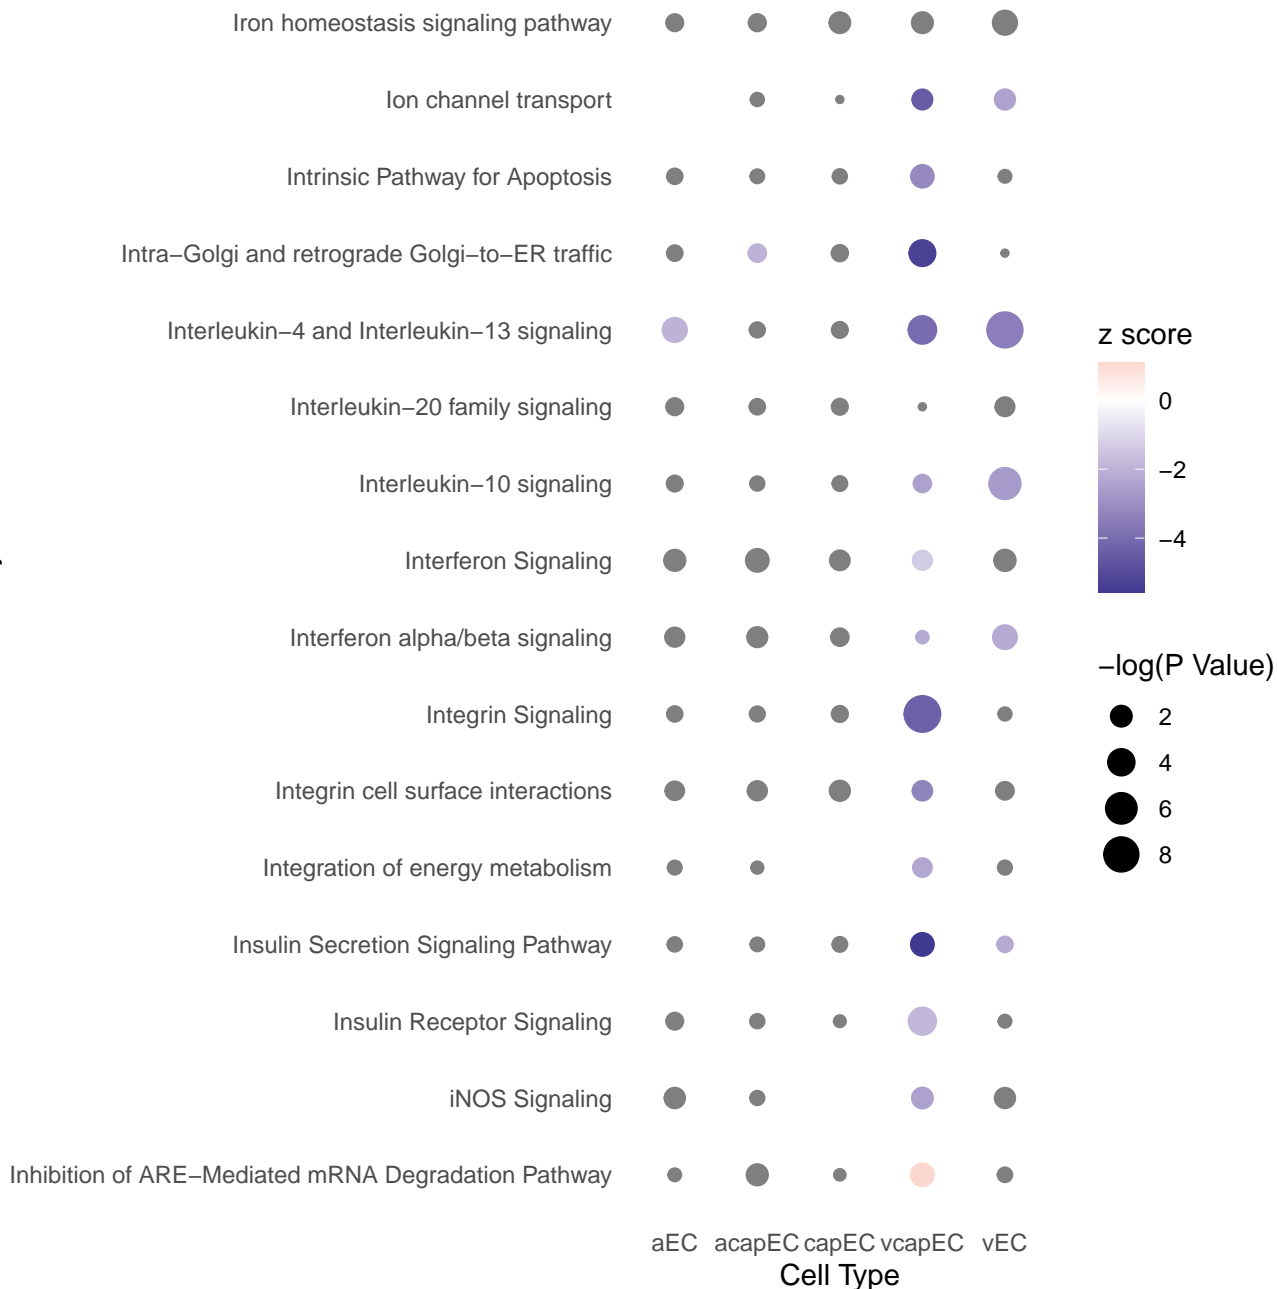 Iron homeostasis signaling pathway
Ion channel transport
Intrinsic Pathway for Apoptosis
Intra−Golgi and retrograde Golgi−to−ER traffic
Interleukin−4 and Interleukin−13 signaling
Interleukin−20 family signaling
Interleukin−10 signaling
Interferon Signaling
Interferon alpha/beta signaling
Integrin Signaling
Integrin cell surface interactions
Integration of energy metabolism
Insulin Secretion Signaling Pathway
Insulin Receptor Signaling
iNOS Signaling
Inhibition of ARE−Mediated mRNA Degradation Pathway
aEC acapEC capEC vcapEC vEC
Cell Type
z score
0
−2
−4
−log(P Value)
2
4
6
8